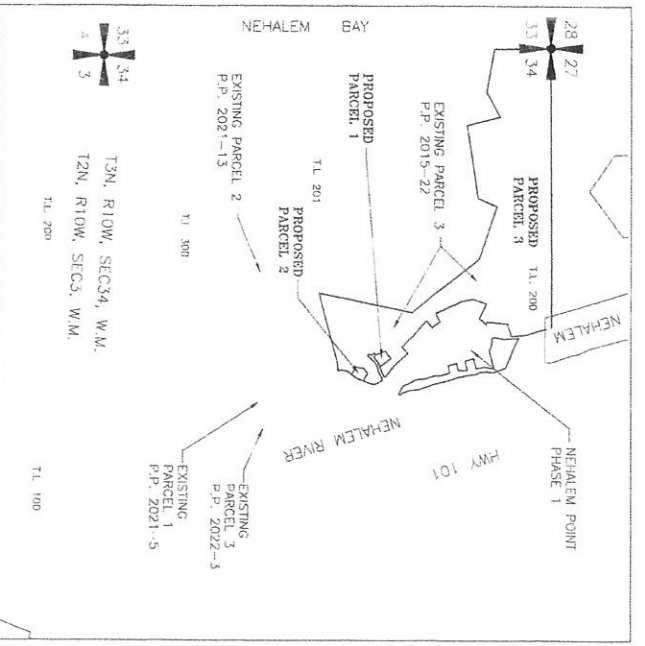 28 27
33 34
NEHALEM BAY
PROPOSED
PARCEL 3
T.L. 200
NEHALEM
NEHALEM POINT
PHASE 1
EXISTING PARCEL 3
P.P. 2015-22
PROPOSED
PARCEL 1
HWY 101
NEHALEM RIVER
T.L. 201
PROPOSED
PARCEL 2
EXISTING PARCEL 2
P.P. 2021-13
T.L. 300
EXISTING
PARCEL 3
P.P. 2022-3
EXISTING
PARCEL 1
P.P. 2021-5
33 34
4 3
T3N, R10W, SEC34, W.M.
T2N, R10W, SEC3, W.M.
T.L. 200
T.L. 100